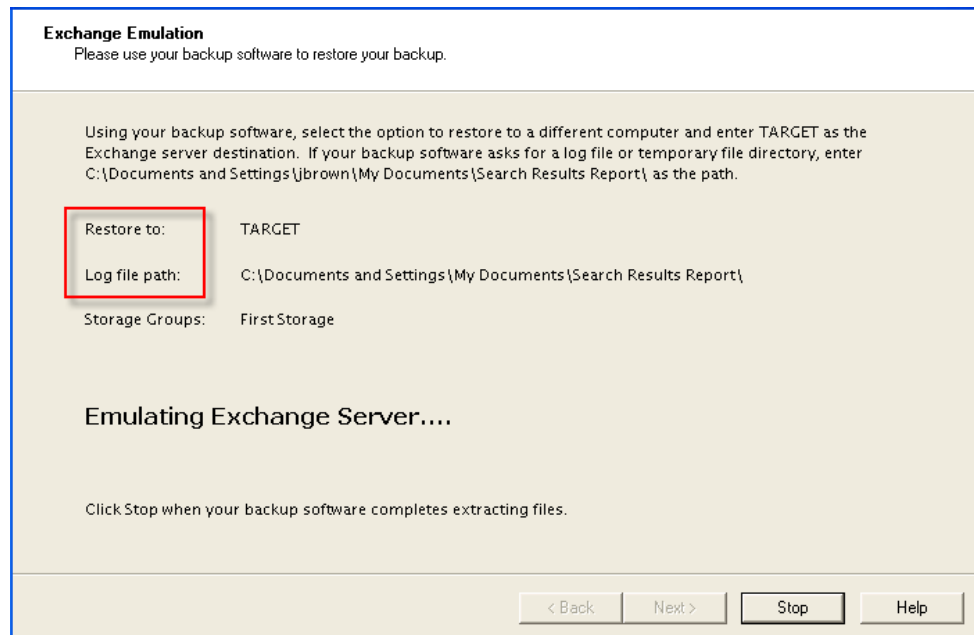 Exchange Emulation
Please use your backup software to restore your backup.
Using your backup software, select the option to restore to a different computer and enter TARGET as the
Exchange server destination. If your backup software asks for a log file or temporary file directory, enter
C:\Documents and Settings\jbrown\My Documents\Search Results Report\ as the path.
Restore to: TARGET
Log file path: C:\Documents and Settings\My Documents\Search Results Report\
Storage Groups: First Storage
Emulating Exchange Server....
Click Stop when your backup software completes extracting files.
< Back Next > Stop Help